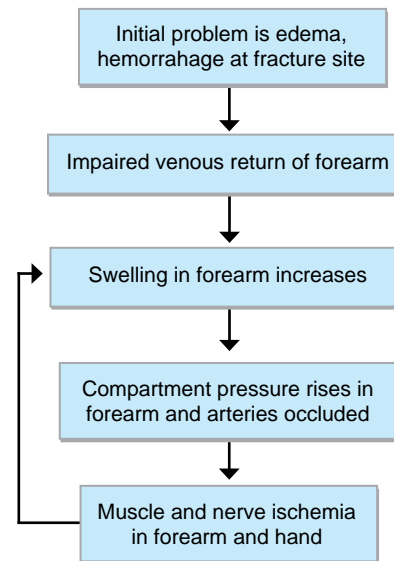 Initial problem is edema,
hemorrahage at fracture site
Impaired venous return of forearm
Swelling in forearm increases
Compartment pressure rises in
forearm and arteries occluded
Muscle and nerve ischemia
in forearm and hand